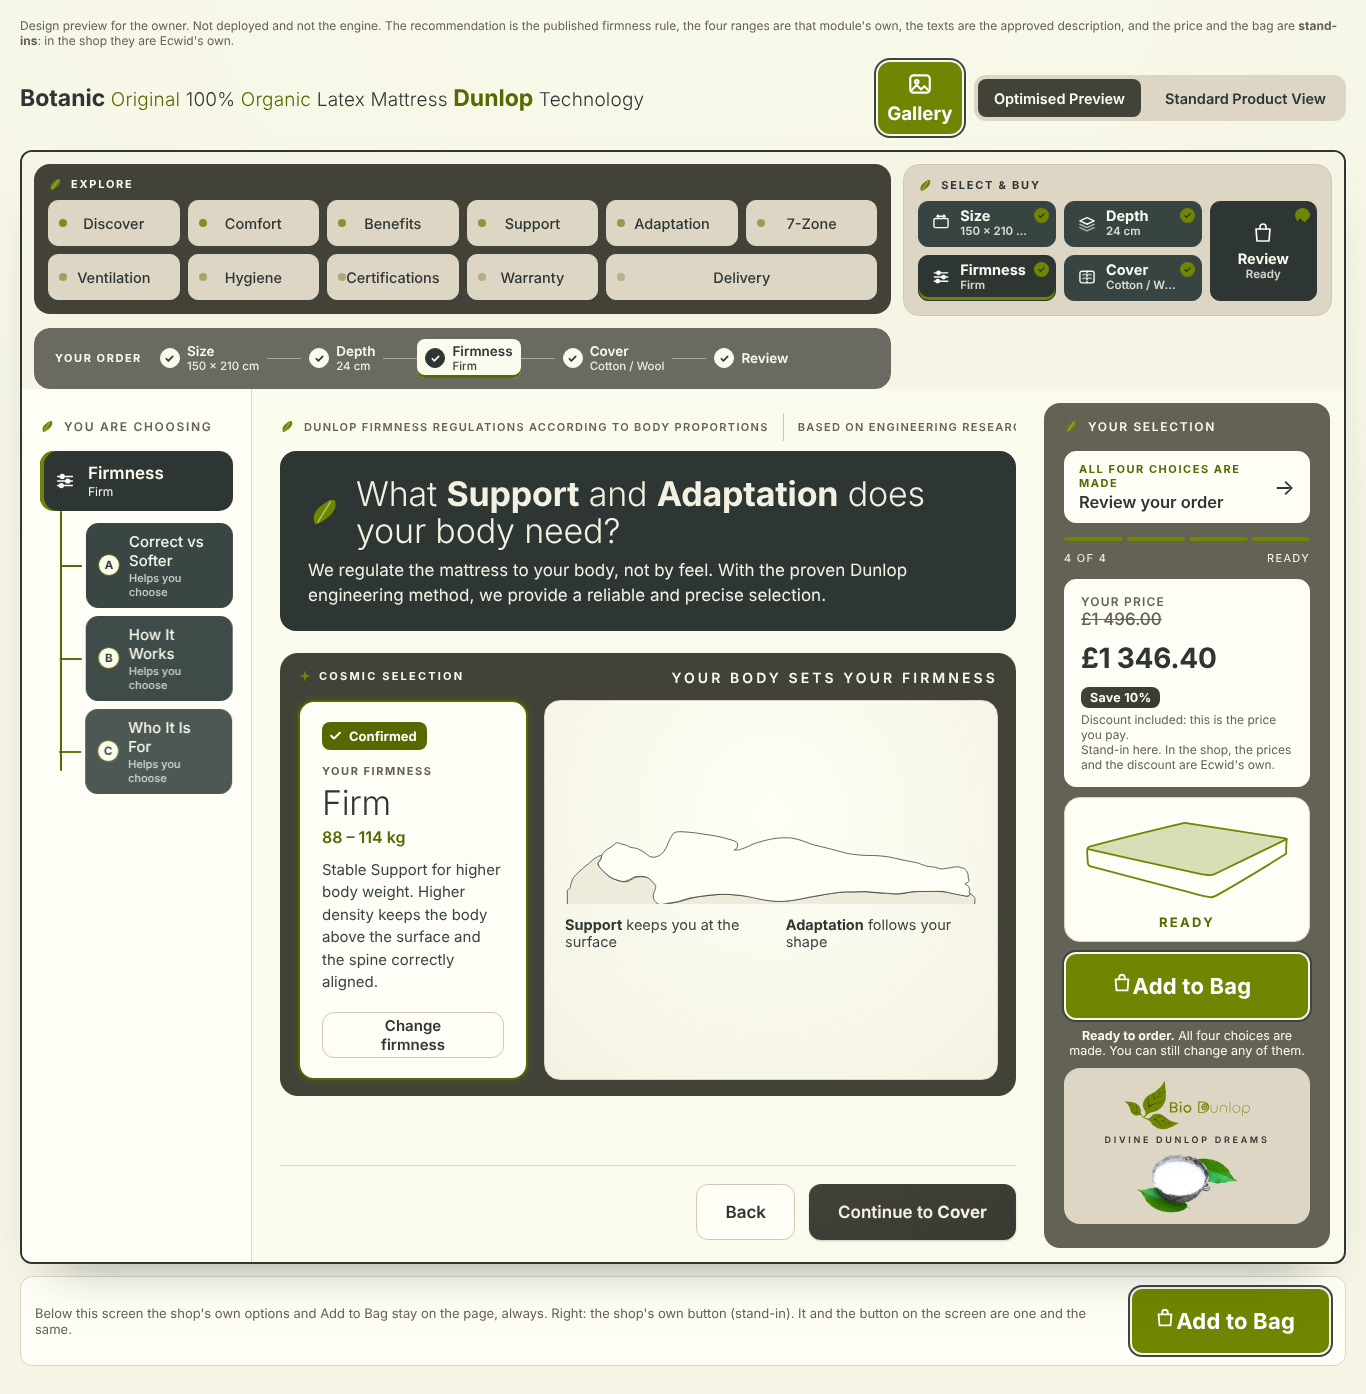 Design preview for the owner. Not deployed and not the engine. The recommendation is the published firmness rule, the four ranges are that module's own, the texts are the approved description, and the price and the bag are stand-
ins: in the shop they are Ecwid's own.
Botanic Original 100% Organic Latex Mattress Dunlop Technology
Gallery
Optimised Preview
Standard Product View
EXPLORE
Discover
Comfort
Benefits
Support
Adaptation
7-Zone
Ventilation
Hygiene
Certifications
Warranty
Delivery
SELECT & BUY
Size
150 × 210 ...
Depth
24 cm
Firmness
Firm
Cover
Cotton / W...
Review
Ready
YOUR ORDER
Size
150 × 210 cm
Depth
24 cm
Firmness
Firm
Cover
Cotton / Wool
Review
YOU ARE CHOOSING
Firmness
Firm
A
Correct vs
Softer
Helps you
choose
B
How It
Works
Helps you
choose
C
Who It Is
For
Helps you
choose
DUNLOP FIRMNESS REGULATIONS ACCORDING TO BODY PROPORTIONS
BASED ON ENGINEERING RESEARC
What Support and Adaptation does
your body need?
We regulate the mattress to your body, not by feel. With the proven Dunlop
engineering method, we provide a reliable and precise selection.
COSMIC SELECTION
YOUR BODY SETS YOUR FIRMNESS
Confirmed
YOUR FIRMNESS
Firm
88 – 114 kg
Stable Support for higher
body weight. Higher
density keeps the body
above the surface and
the spine correctly
aligned.
Change
firmness
Support keeps you at the
surface
Adaptation follows your
shape
Back
Continue to Cover
YOUR SELECTION
ALL FOUR CHOICES ARE
MADE
Review your order
4 OF 4
READY
YOUR PRICE
£1 496.00
£1 346.40
Save 10%
Discount included: this is the price
you pay.
Stand-in here. In the shop, the prices
and the discount are Ecwid's own.
READY
Add to Bag
Ready to order. All four choices are
made. You can still change any of them.
Bio Dunlop
DIVINE DUNLOP DREAMS
Below this screen the shop's own options and Add to Bag stay on the page, always. Right: the shop's own button (stand-in). It and the button on the screen are one and the
same.
Add to Bag